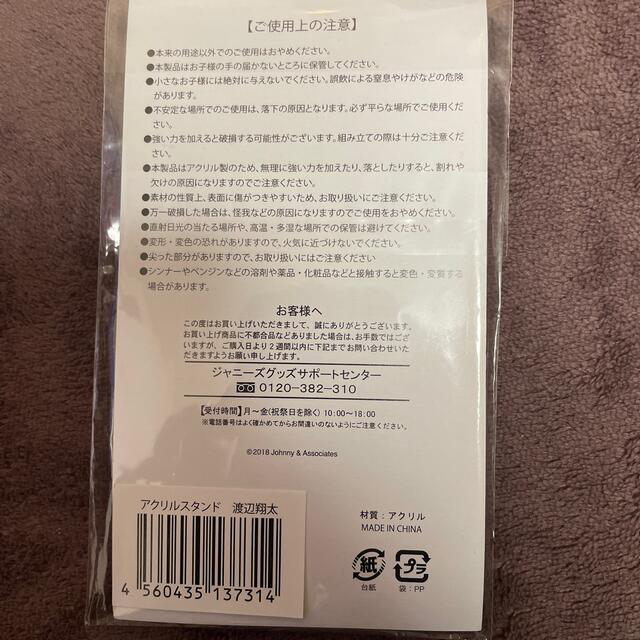 【ご使用上の注意】
●本来の用途以外でのご使用はおやめください。
●本製品はお子様の手の届かないところに保管してください。
●小さなお子様には絶対に与えないでください。誤飲による窒息やけがなどの危険
があります。
●不安定な場所でのご使用は、落下の原因となります。必ず平らな場所でご使用くだ
さい。
●強い力を加えると破損する可能性がございます。組み立ての際は十分ご注意くだ
さい。
●本製品はアクリル製のため、無理に強い力を加えたり、落としたりすると、割れや
欠けの原因になりますのでご注意ください。
●素材の性質上、表面に傷がつきやすいため、お取り扱いにご注意ください。
●万一破損した場合は、怪我などの原因になりますのでご使用をおやめください。
●直射日光の当たる場所や、高温・多湿な場所での保管は避けてください。
●変形・変色の恐れがありますので、火気に近づけないでください。
●尖った部分がありますので、お取り扱いにはご注意ください
●シンナーやベンジンなどの溶剤や薬品・化粧品などと接触すると変色・変質する
場合があります。
お客様へ
この度はお買い上げいただきまして、誠にありがとうございます。
お買い上げ商品に不都合品などありました場合は、お手数ではござ
いますが、ご購入日より2週間以内に下記までお問い合わせいた
だきますようお願い申し上げます。
ジャニーズグッズサポートセンター
0120-382-310
【受付時間】月〜金(祝祭日を除く) 10:00〜18:00
※電話番号はよく確かめてからお間違いのないようにご注意ください。
©2018 Johnny & Associates
アクリルスタンド 渡辺翔太
4 560435 137314
材質:アクリル
MADE IN CHINA
紙
台紙
プラ
袋:PP